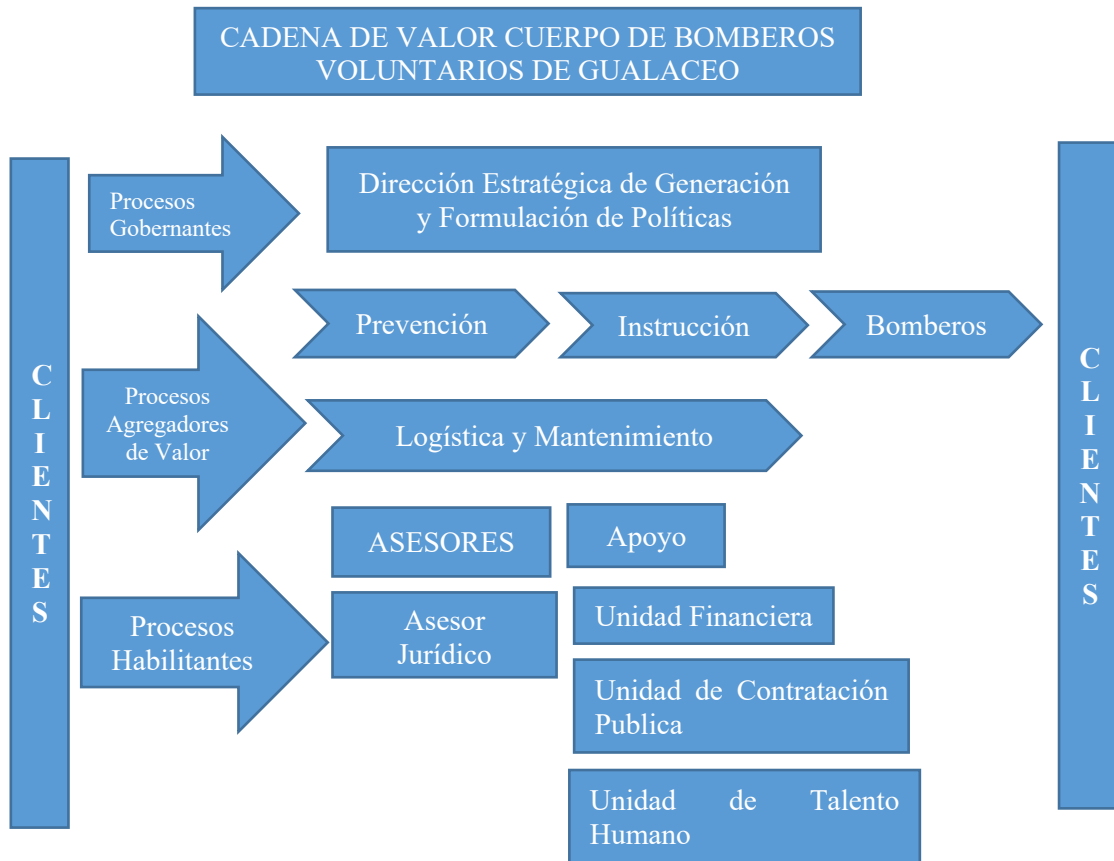 CADENA DE VALOR CUERPO DE BOMBEROS
VOLUNTARIOS DE GUALACEO
CLIENTES
Procesos
Gobernantes
Dirección Estratégica de Generación
y Formulación de Políticas
Prevención
Instrucción
Bomberos
Procesos
Agregadores
de Valor
Logística y Mantenimiento
Procesos
Habilitantes
ASESORES
Apoyo
Asesor
Jurídico
Unidad Financiera
Unidad de Contratación
Publica
Unidad de Talento
Humano
CLIENTES